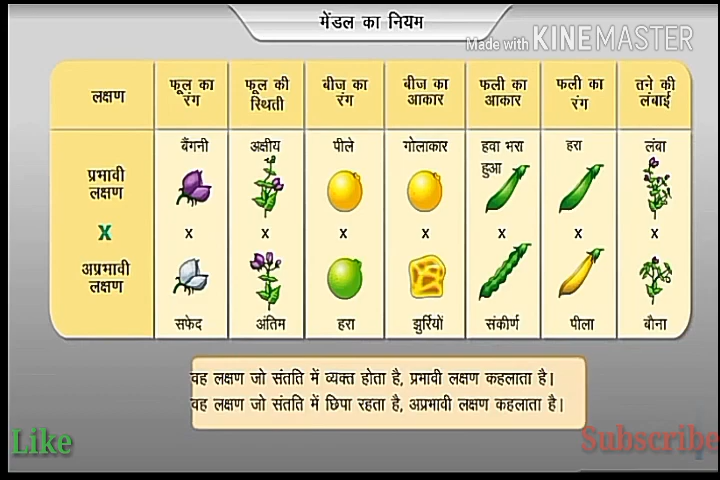 मेंडल का नियम
Made with KINEMASTER
लक्षण
फूल का
रंग
फूल की
स्थिती
बीज का
रंग
बीज का
आकार
फली का
आकार
फली का
रंग
तने की
लंबाई
प्रभावी
लक्षण
बैंगनी
अक्षीय
पीले
गोलाकार
हवा भरा
हुआ
हरा
लंबा
X
x
x
x
x
x
x
x
अप्रभावी
लक्षण
सफेद
अंतिम
हरा
झुर्रियों
संकीर्ण
पीला
बौना
वह लक्षण जो संतति में व्यक्त होता है, प्रभावी लक्षण कहलाता है।
वह लक्षण जो संतति में छिपा रहता है, अप्रभावी लक्षण कहलाता है।
Like
Subscribe